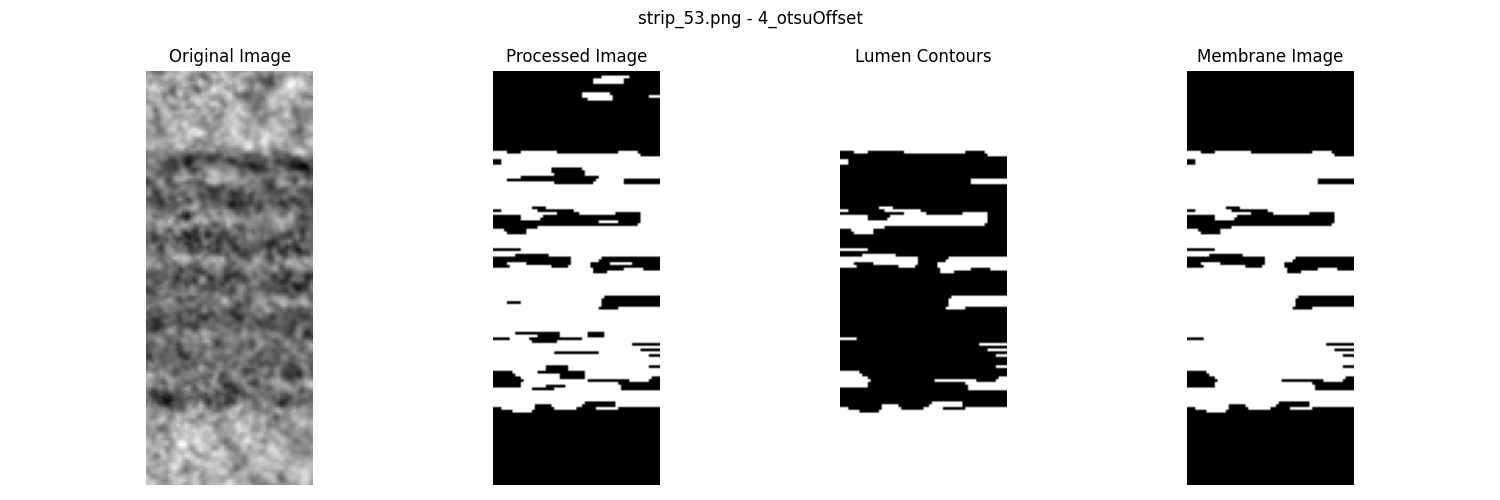 strip_53.png - 4_otsuOffset
Original Image
Processed Image
Lumen Contours
Membrane Image